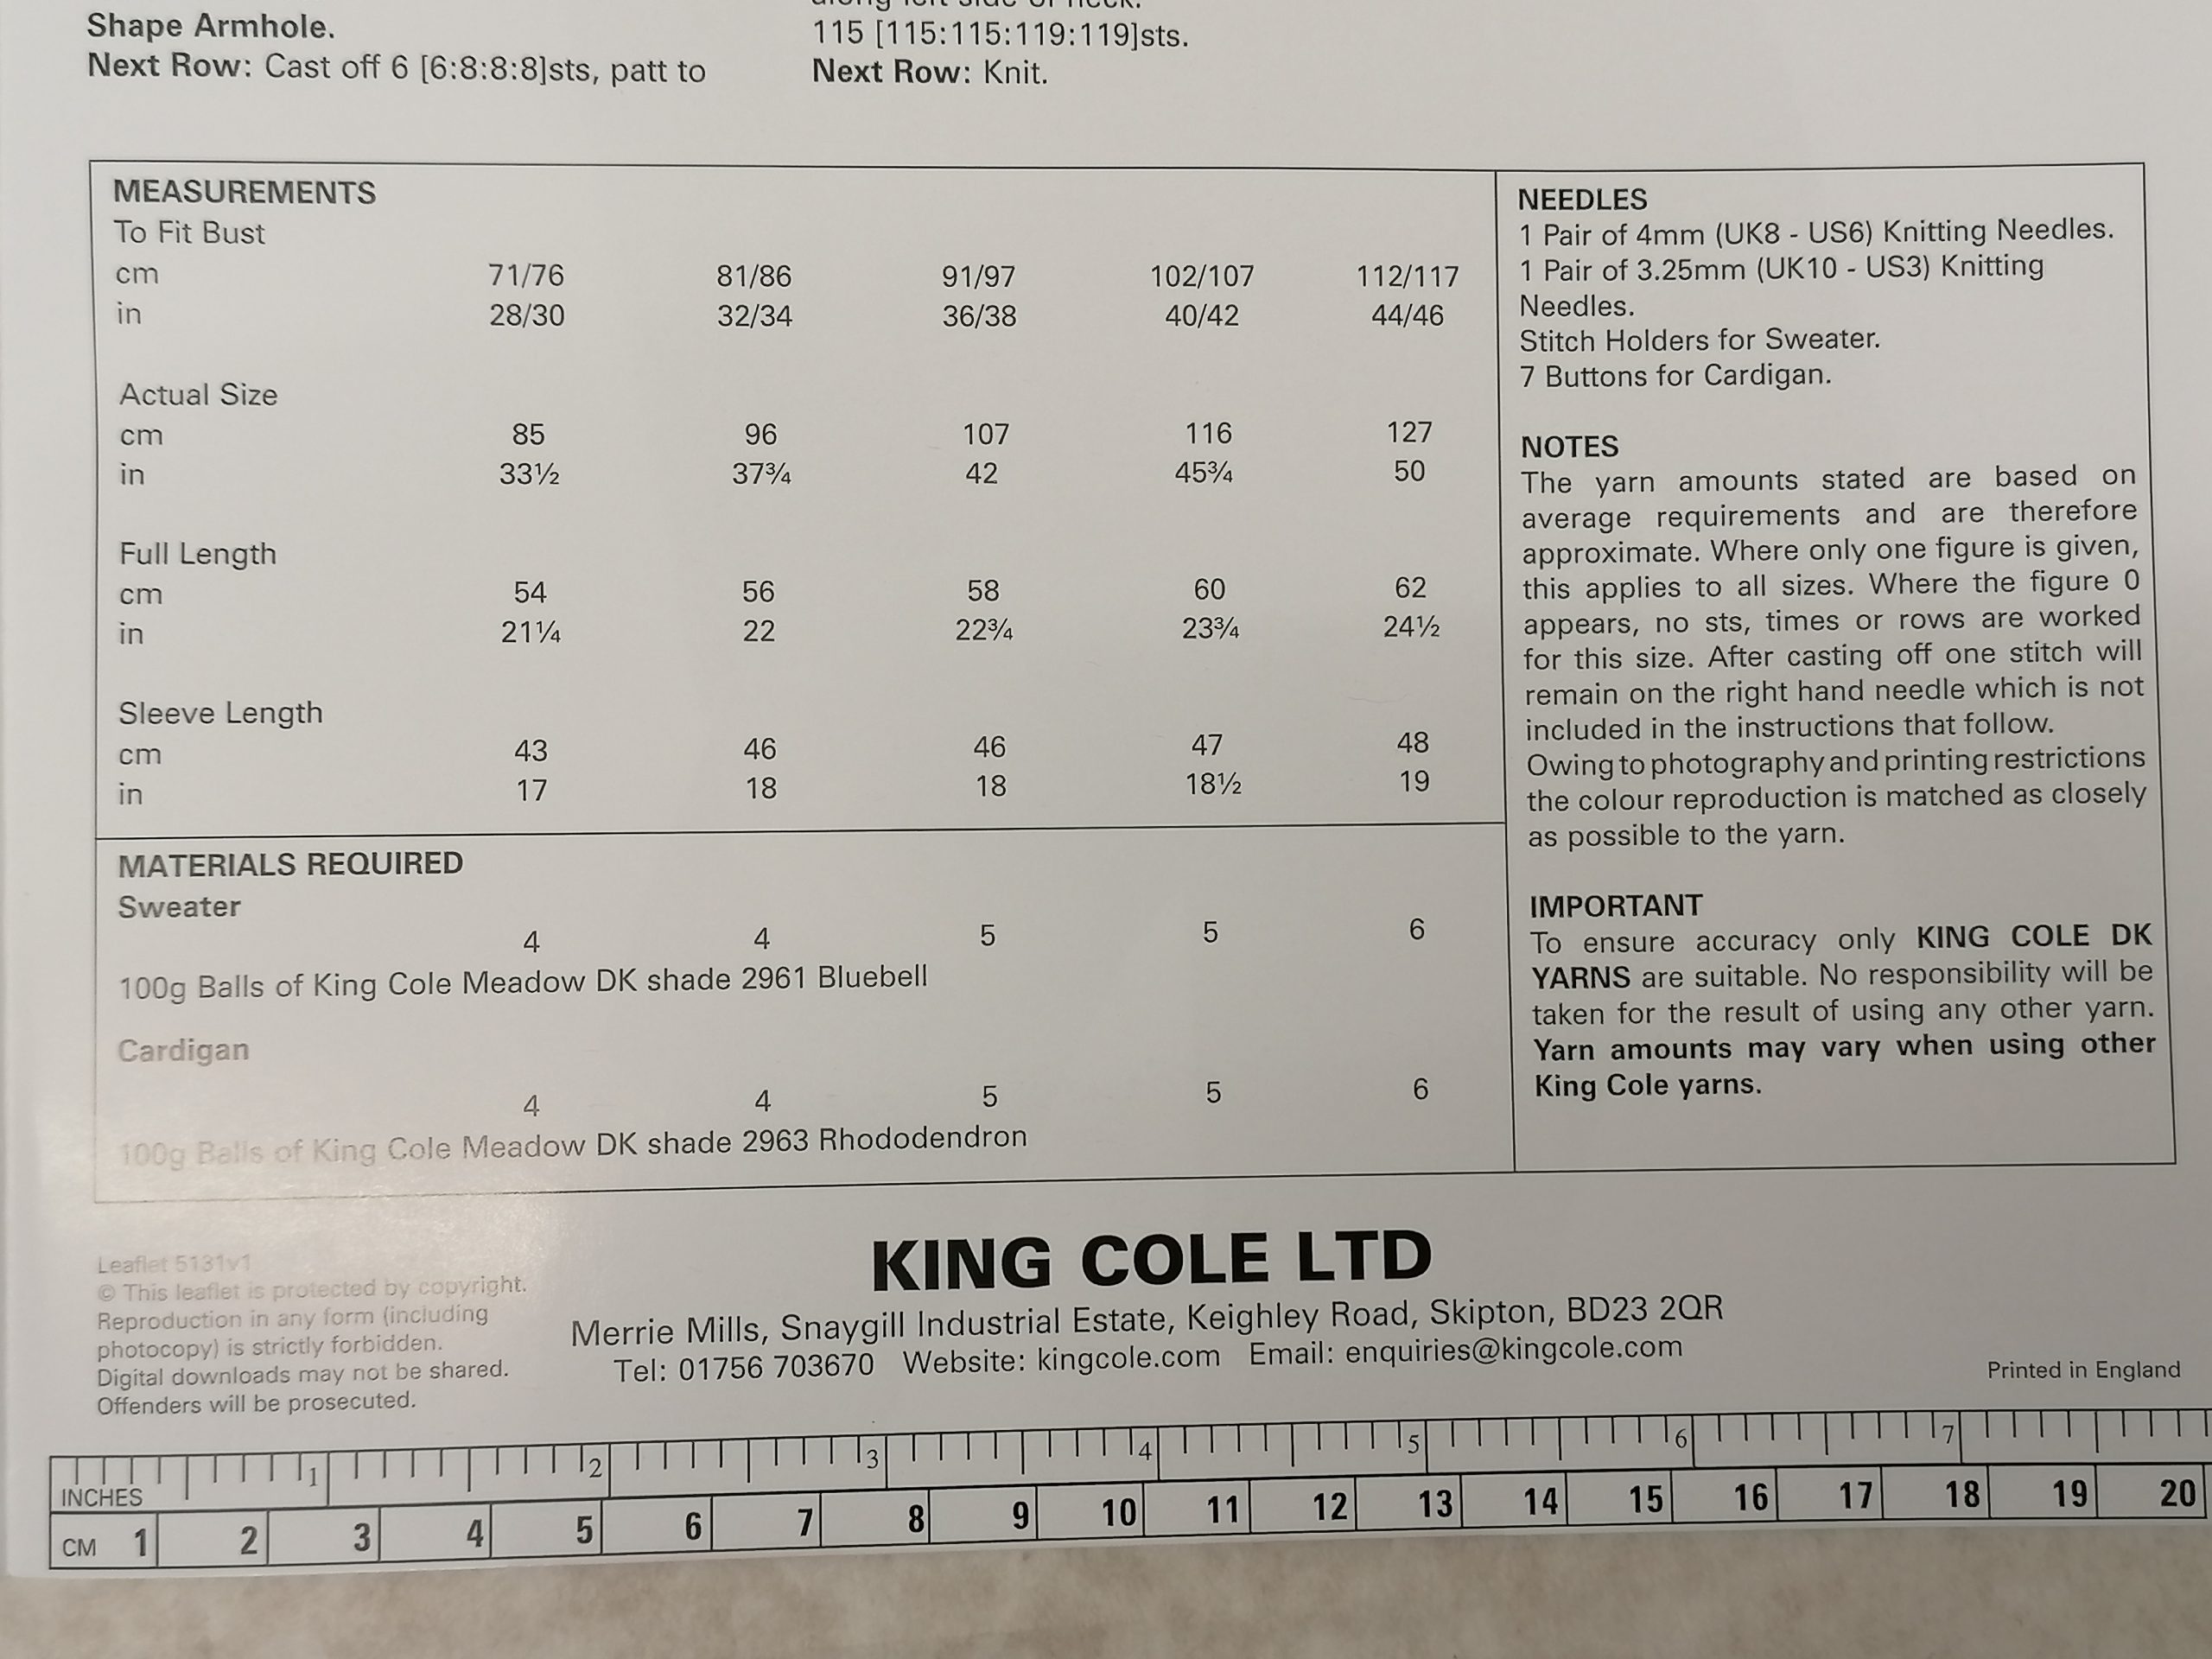 Shape Armhole.
Next Row: Cast off 6 [6:8:8:8]sts, patt to
along left side of neck.
115 [115:115:119:119]sts.
Next Row: Knit.
MEASUREMENTS
To Fit Bust
cm 71/76 81/86 91/97 102/107 112/117
in 28/30 32/34 36/38 40/42 44/46
Actual Size
cm 85 96 107 116 127
in 33½ 37¾ 42 45¾ 50
Full Length
cm 54 56 58 60 62
in 21¼ 22 22¾ 23¾ 24½
Sleeve Length
cm 43 46 46 47 48
in 17 18 18 18½ 19
MATERIALS REQUIRED
Sweater
4 4 5 5 6
100g Balls of King Cole Meadow DK shade 2961 Bluebell
Cardigan
4 4 5 5 6
100g Balls of King Cole Meadow DK shade 2963 Rhododendron
NEEDLES
1 Pair of 4mm (UK8 - US6) Knitting Needles.
1 Pair of 3.25mm (UK10 - US3) Knitting
Needles.
Stitch Holders for Sweater.
7 Buttons for Cardigan.
NOTES
The yarn amounts stated are based on
average requirements and are therefore
approximate. Where only one figure is given,
this applies to all sizes. Where the figure 0
appears, no sts, times or rows are worked
for this size. After casting off one stitch will
remain on the right hand needle which is not
included in the instructions that follow.
Owing to photography and printing restrictions
the colour reproduction is matched as closely
as possible to the yarn.
IMPORTANT
To ensure accuracy only KING COLE DK
YARNS are suitable. No responsibility will be
taken for the result of using any other yarn.
Yarn amounts may vary when using other
King Cole yarns.
Leaflet 5131v1
© This leaflet is protected by copyright.
Reproduction in any form (including
photocopy) is strictly forbidden.
Digital downloads may not be shared.
Offenders will be prosecuted.
KING COLE LTD
Merrie Mills, Snaygill Industrial Estate, Keighley Road, Skipton, BD23 2QR
Tel: 01756 703670 Website: kingcole.com Email: enquiries@kingcole.com
Printed in England
1 2 3 4 5 6 7
INCHES
CM 1 2 3 4 5 6 7 8 9 10 11 12 13 14 15 16 17 18 19 20